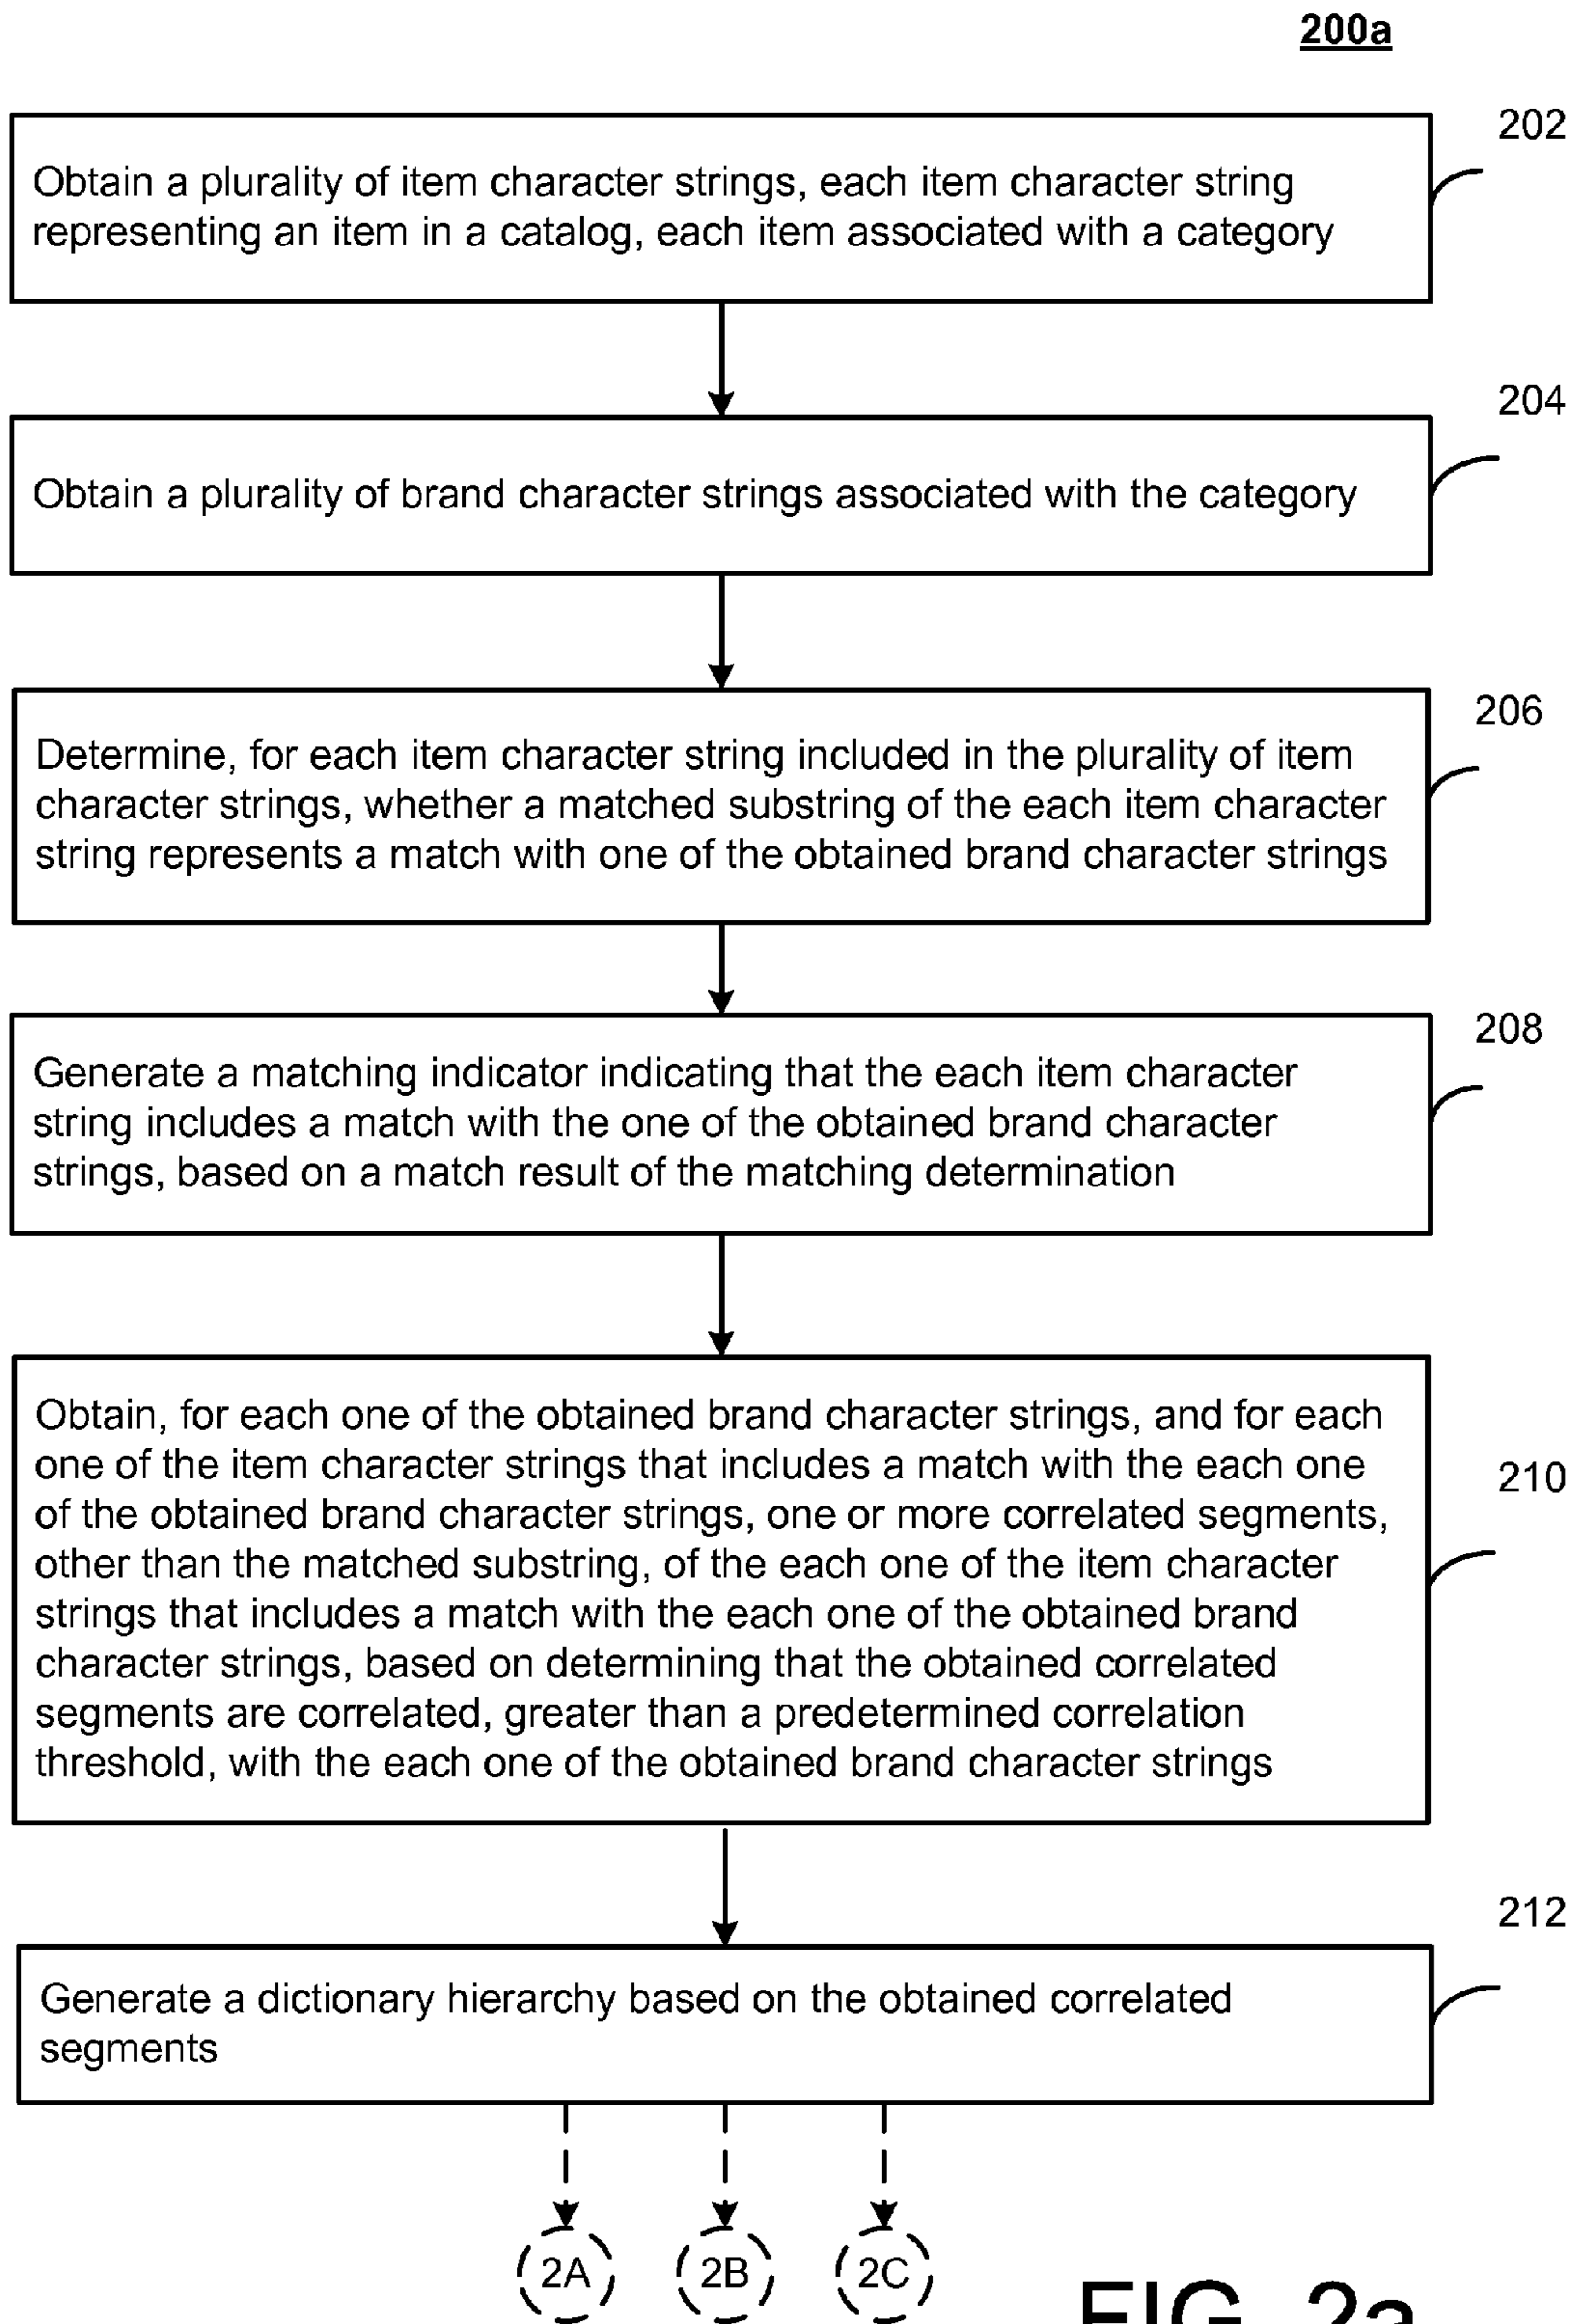 200a
202
Obtain a plurality of item character strings, each item character string
representing an item in a catalog, each item associated with a category
204
Obtain a plurality of brand character strings associated with the category
206
Determine, for each item character string included in the plurality of item
character strings, whether a matched substring of the each item character
string represents a match with one of the obtained brand character strings
208
Generate a matching indicator indicating that the each item character
string includes a match with the one of the obtained brand character
strings, based on a match result of the matching determination
210
Obtain, for each one of the obtained brand character strings, and for each
one of the item character strings that includes a match with the each one
of the obtained brand character strings, one or more correlated segments,
other than the matched substring, of the each one of the item character
strings that includes a match with the each one of the obtained brand
character strings, based on determining that the obtained correlated
segments are correlated, greater than a predetermined correlation
threshold, with the each one of the obtained brand character strings
212
Generate a dictionary hierarchy based on the obtained correlated
segments
2A 2B 2C
FIG. 2a